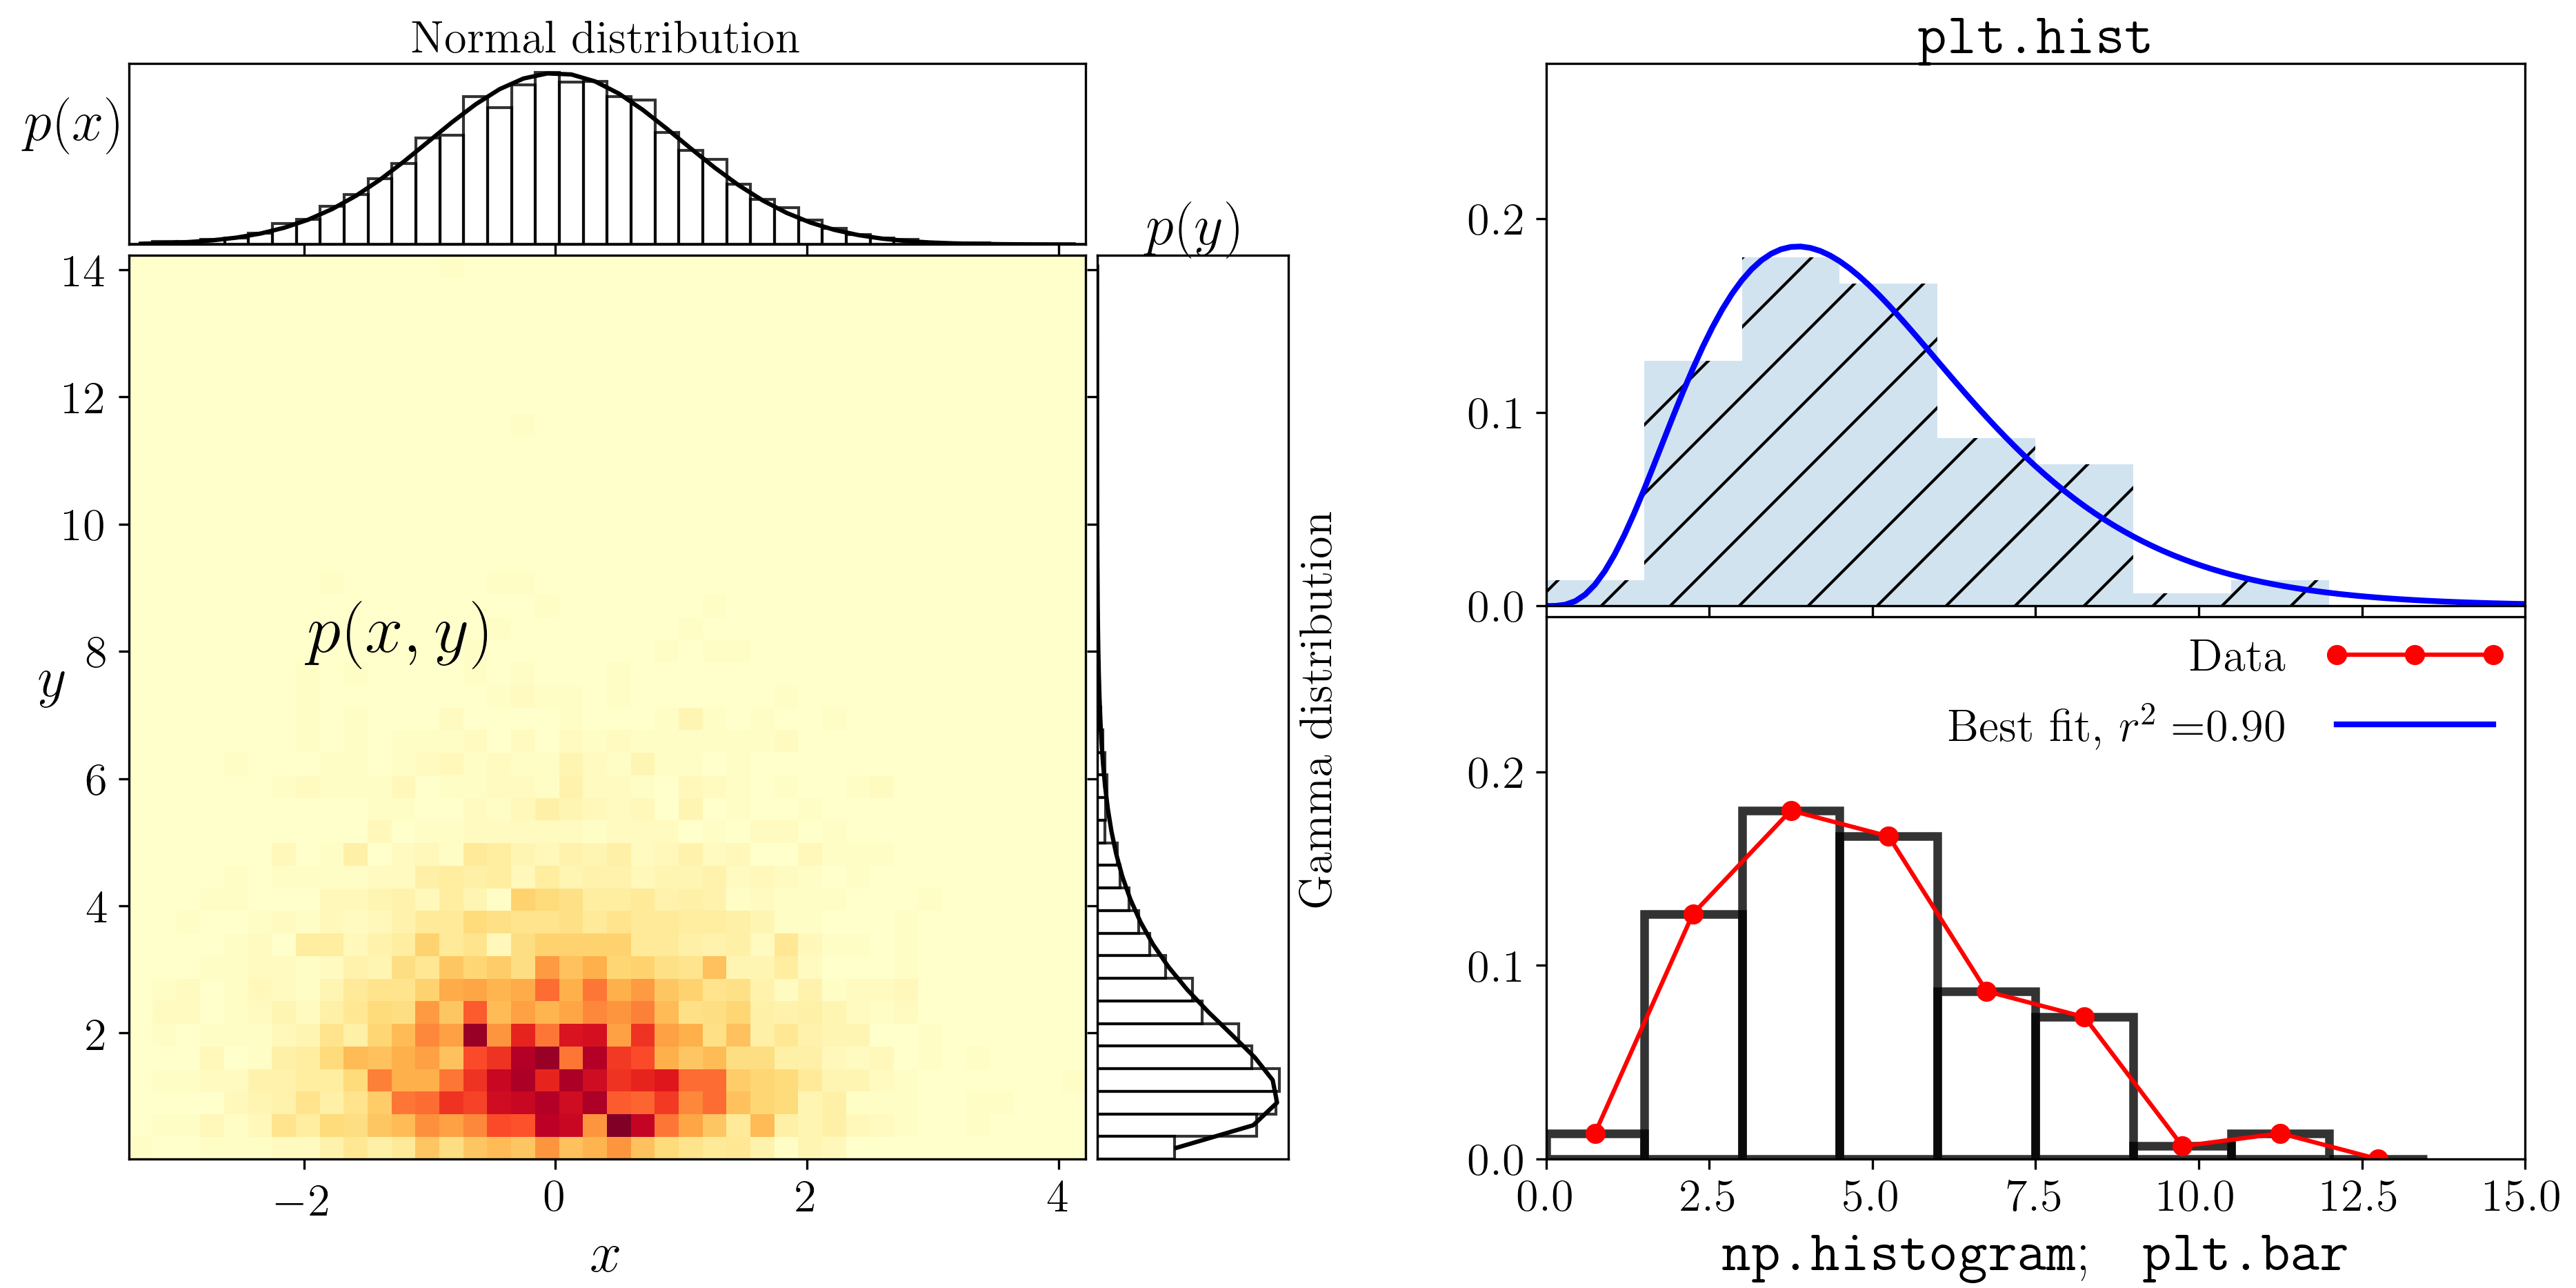 Normal distribution
p(x)
p(y)
14
12
10
8
6
4
2
y
p(x, y)
Gamma distribution
−2
0
2
4
x
plt.hist
0.2
0.1
0.0
Data
Best fit, r² =0.90
0.2
0.1
0.0
0.0
2.5
5.0
7.5
10.0
12.5
15.0
np.histogram; plt.bar